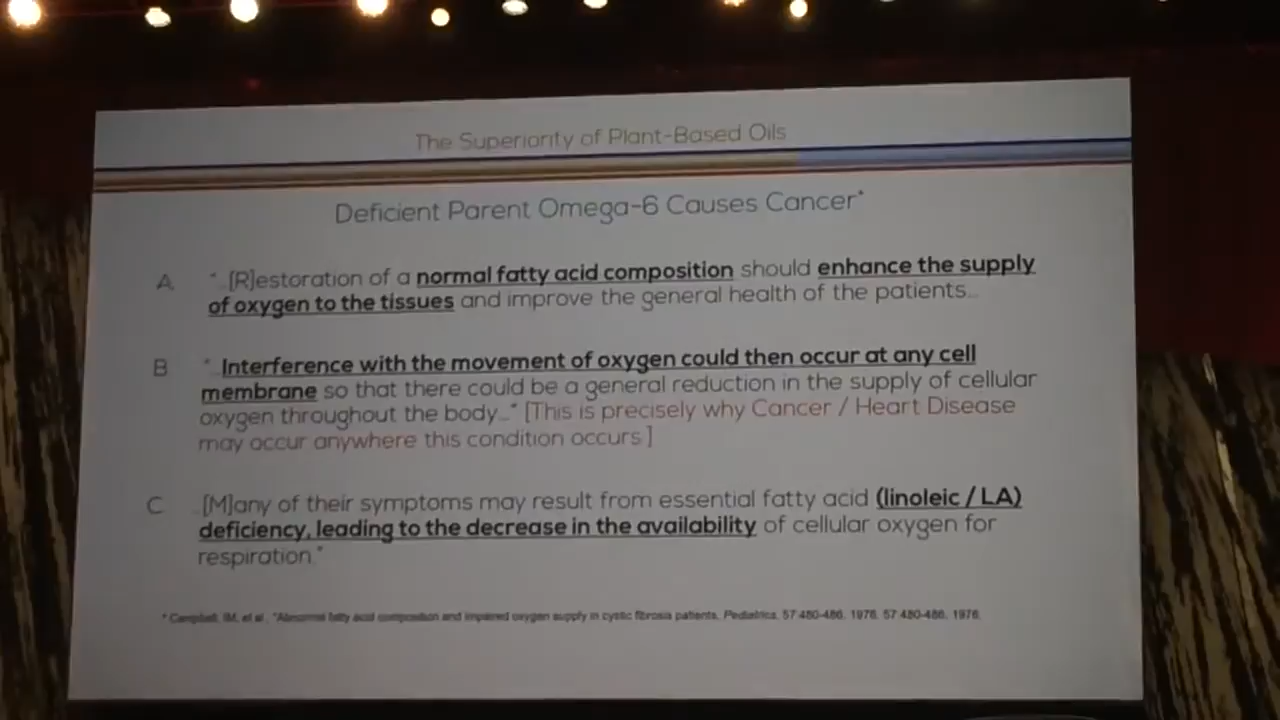 The Superiority of Plant-Based Oils
Deficient Parent Omega-6 Causes Cancer*
A. "...[R]estoration of a normal fatty acid composition should enhance the supply
of oxygen to the tissues and improve the general health of the patients...
B "...Interference with the movement of oxygen could then occur at any cell
membrane so that there could be a general reduction in the supply of cellular
oxygen throughout the body..." [This is precisely why Cancer / Heart Disease
may occur anywhere this condition occurs.]
C ...[M]any of their symptoms may result from essential fatty acid (linoleic / LA)
deficiency, leading to the decrease in the availability of cellular oxygen for
respiration."
* Campbell, IM, et al., "Abnormal fatty acid composition and impaired oxygen supply in cystic fibrosis patients, Pediatrics, 57:480-486, 1976, 57:480-486, 1976.